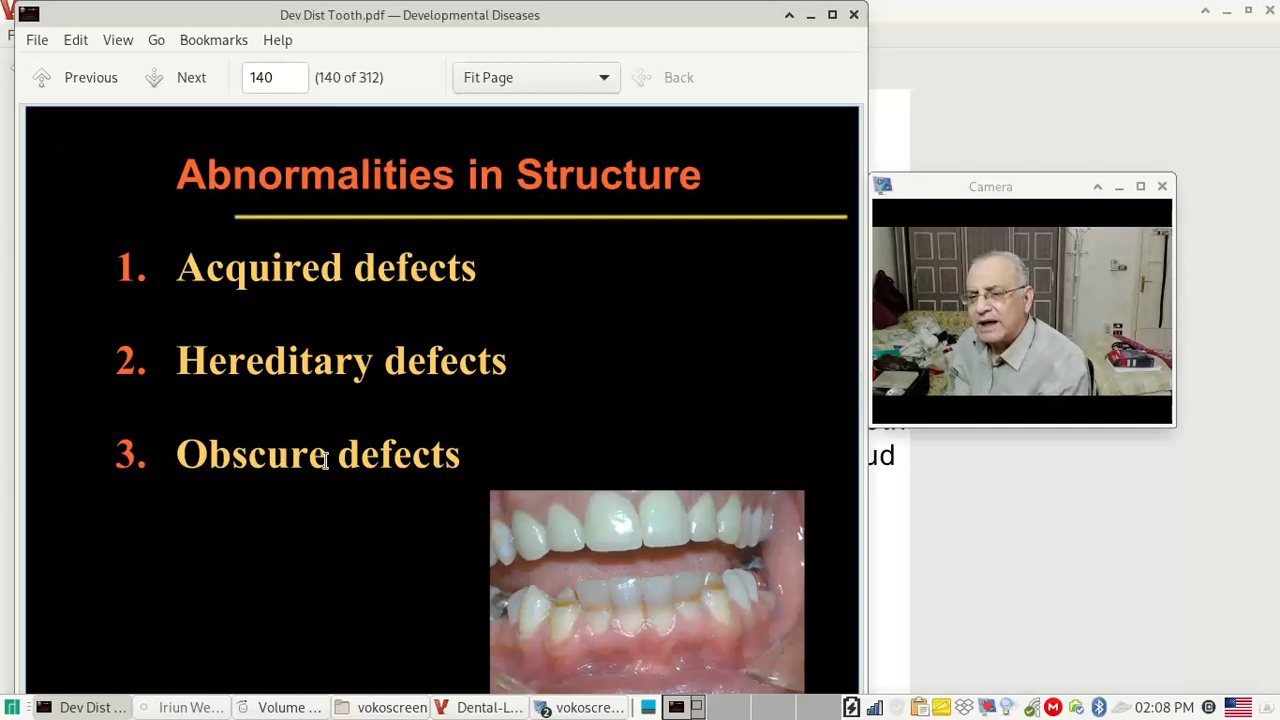 Dev Dist Tooth.pdf — Developmental Diseases
File Edit View Go Bookmarks Help
Previous Next 140 (140 of 312) Fit Page Back
Abnormalities in Structure
1. Acquired defects
2. Hereditary defects
3. Obscure defects
Camera
ud
Dev Dist ... Iriun We... Volume ... vokoscreen Dental-L... vokoscre... 02:08 PM